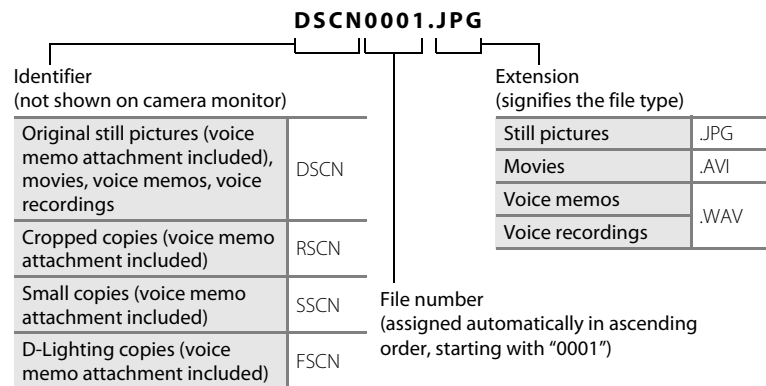 DSCN0001.JPG
Identifier
(not shown on camera monitor)
Original still pictures (voice
memo attachment included),
movies, voice memos, voice
recordings
DSCN
Cropped copies (voice memo
attachment included)
RSCN
Small copies (voice memo
attachment included)
SSCN
D-Lighting copies (voice
memo attachment included)
FSCN
File number
(assigned automatically in ascending
order, starting with “0001”)
Extension
(signifies the file type)
Still pictures .JPG
Movies .AVI
Voice memos
.WAV
Voice recordings